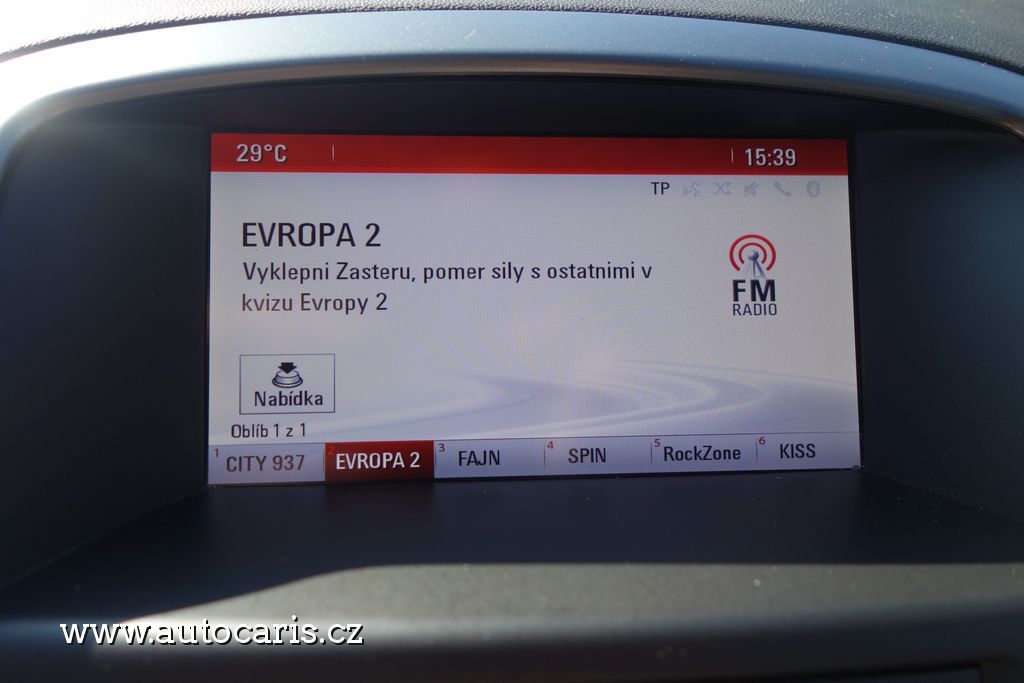 29°C
15:39
TP
EVROPA 2
Vyklepni Zasteru, pomer sily s ostatnimi v
kvizu Evropy 2
FM
RADIO
Nabídka
Oblíb 1 z 1
1 CITY 937 2 EVROPA 2 3 FAJN 4 SPIN 5 RockZone 6 KISS
www.autocaris.cz